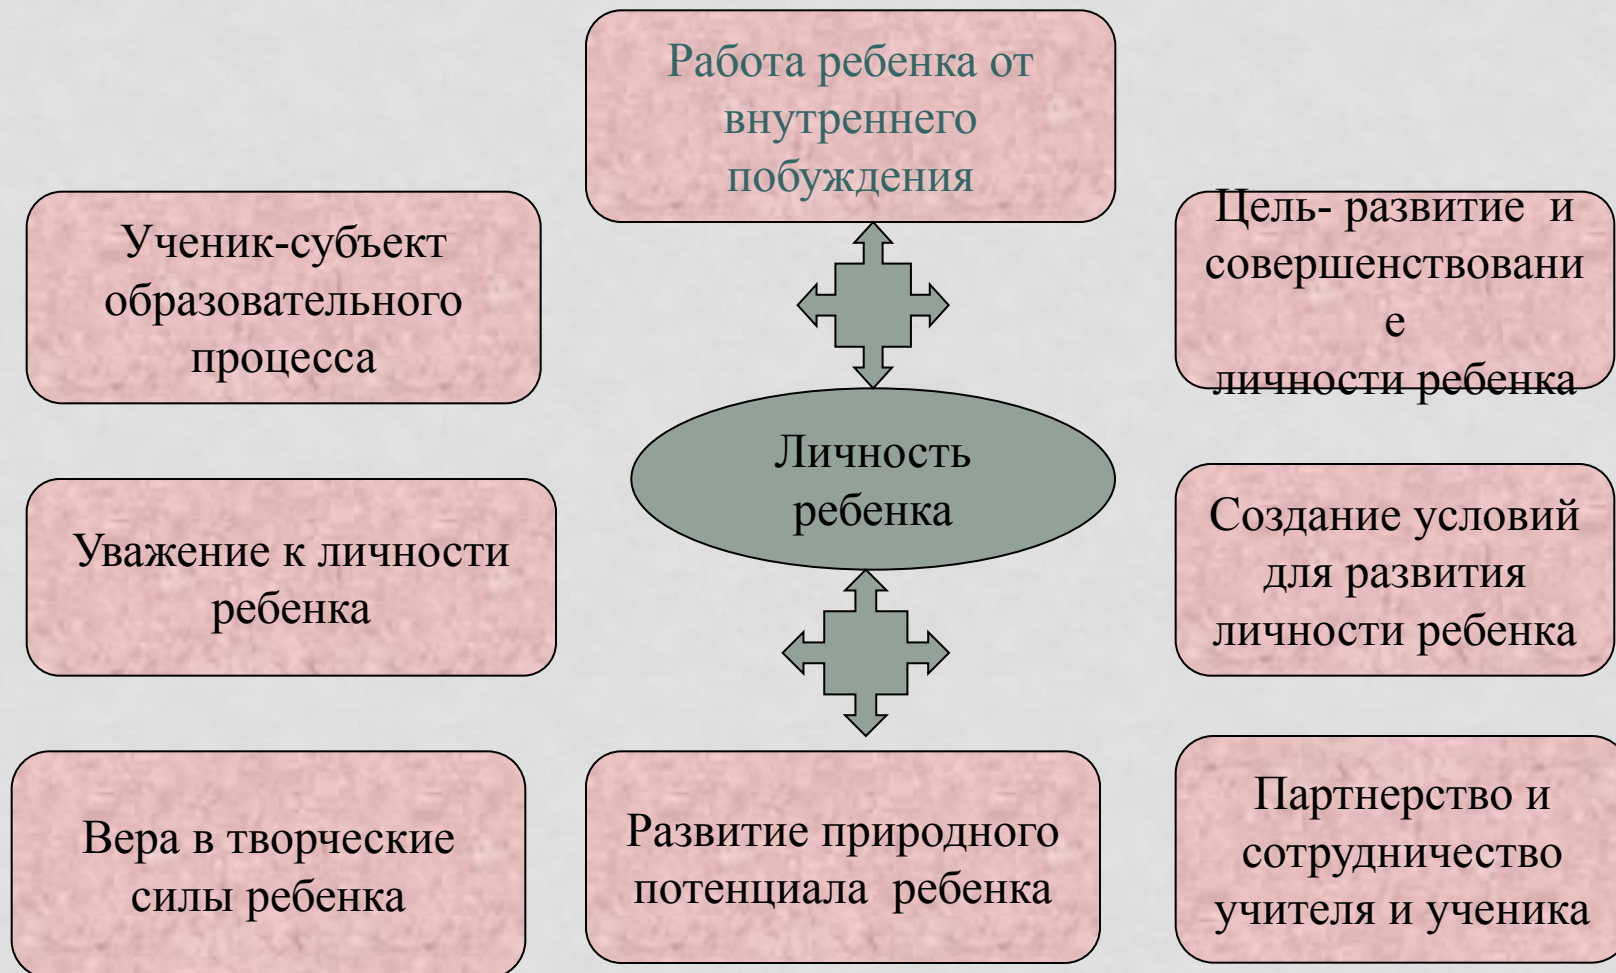 Работа ребенка от
внутреннего
побуждения
Ученик-субъект
образовательного
процесса
Цель- развитие и
совершенствовани
е
личности ребенка
Личность
ребенка
Уважение к личности
ребенка
Создание условий
для развития
личности ребенка
Вера в творческие
силы ребенка
Развитие природного
потенциала ребенка
Партнерство и
сотрудничество
учителя и ученика